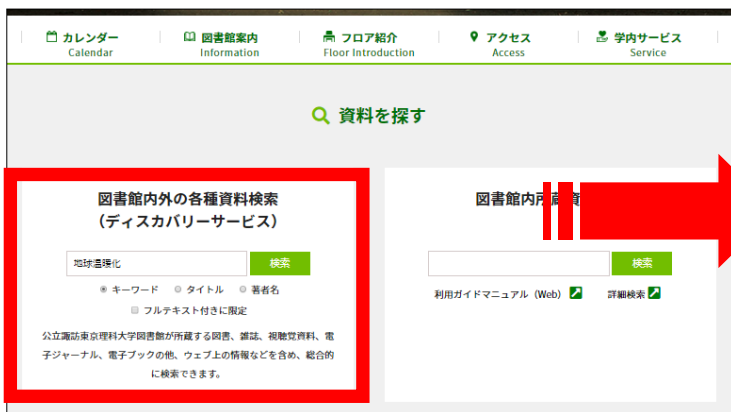 カレンダー
Calendar
図書館案内
Information
フロア紹介
Floor Introduction
アクセス
Access
学内サービス
Service
資料を探す
図書館内外の各種資料検索
(ディスカバリーサービス)
地球温暖化 検索
キーワード タイトル 著者名
フルテキスト付きに限定
公立諏訪東京理科大学図書館が所蔵する図書、雑誌、視聴覚資料、電
子ジャーナル、電子ブックの他、ウェブ上の情報などを含め、総合的
に検索できます。
図書館内所蔵資
検索
利用ガイドマニュアル(Web) 詳細検索